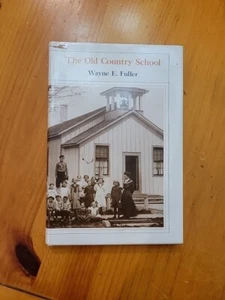 The Old Country School
Wayne E. Fuller